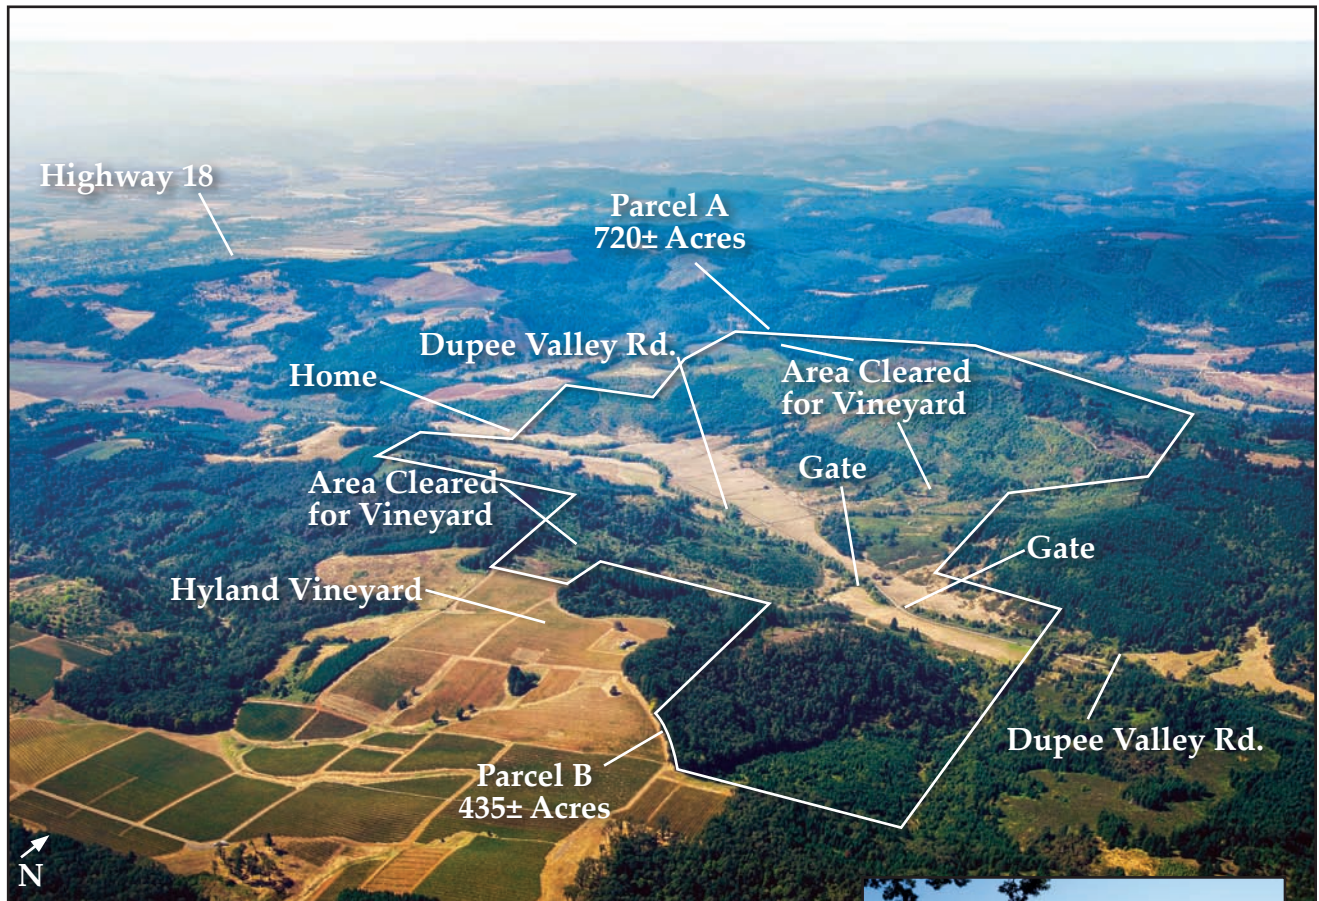 Highway 18
Parcel A
720± Acres
Dupee Valley Rd.
Home
Area Cleared
for Vineyard
Gate
Area Cleared
for Vineyard
Gate
Hyland Vineyard
Dupee Valley Rd.
Parcel B
435± Acres
N